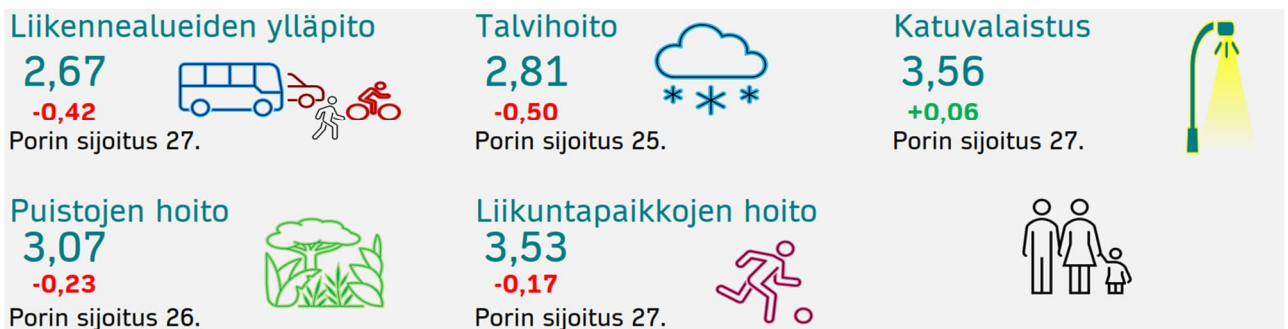 Liikennealueiden ylläpito
2,67
-0,42
Porin sijoitus 27.
Talvihoito
2,81
-0,50
Porin sijoitus 25.
Katuvalaistus
3,56
+0,06
Porin sijoitus 27.
Puistojen hoito
3,07
-0,23
Porin sijoitus 26.
Liikuntapaikkojen hoito
3,53
-0,17
Porin sijoitus 27.